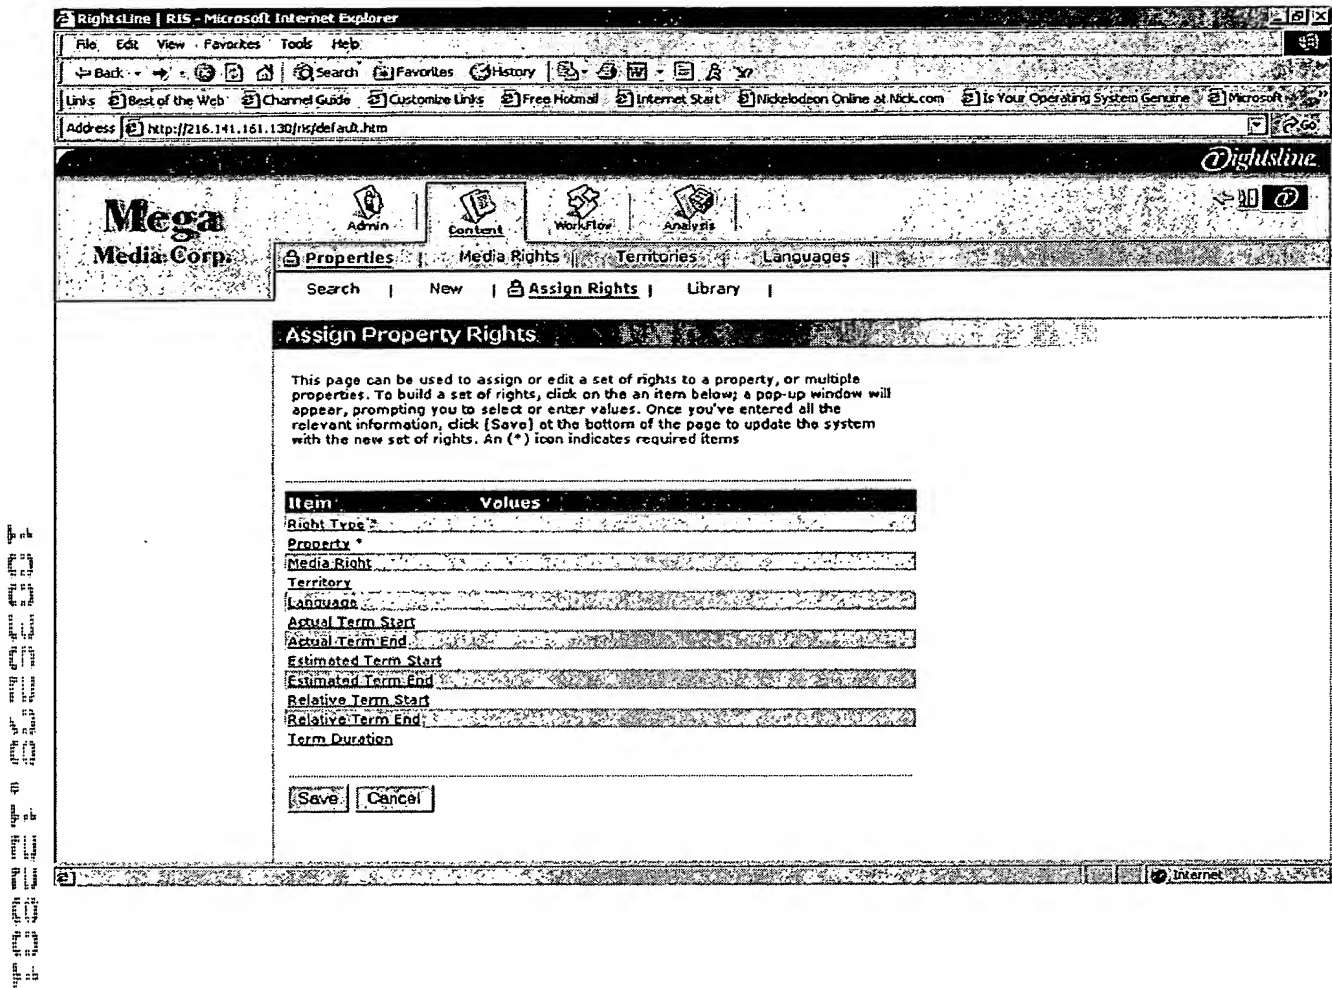 RightsLine | RIS - Microsoft Internet Explorer
File Edit View Favorites Tools Help
Back Search Favorites History
Links Best of the Web Channel Guide Customize Links Free Hotmail Internet Start Nickelodeon Online at Nick.com Is Your Operating System Genuine Microsoft
Address http://216.141.161.130/ris/default.htm Go
Rightsline
Mega
Media Corp.
Admin Content WorkFlow Analysis
Properties Media Rights Territories Languages
Search | New | Assign Rights | Library |
Assign Property Rights
This page can be used to assign or edit a set of rights to a property, or multiple
properties. To build a set of rights, click on the an item below; a pop-up window will
appear, prompting you to select or enter values. Once you've entered all the
relevant information, click [Save] at the bottom of the page to update the system
with the new set of rights. An (*) icon indicates required items
Item Values
Right Type *
Property *
Media Right
Territory
Language
Actual Term Start
Actual Term End
Estimated Term Start
Estimated Term End
Relative Term Start
Relative Term End
Term Duration
Save Cancel
Internet